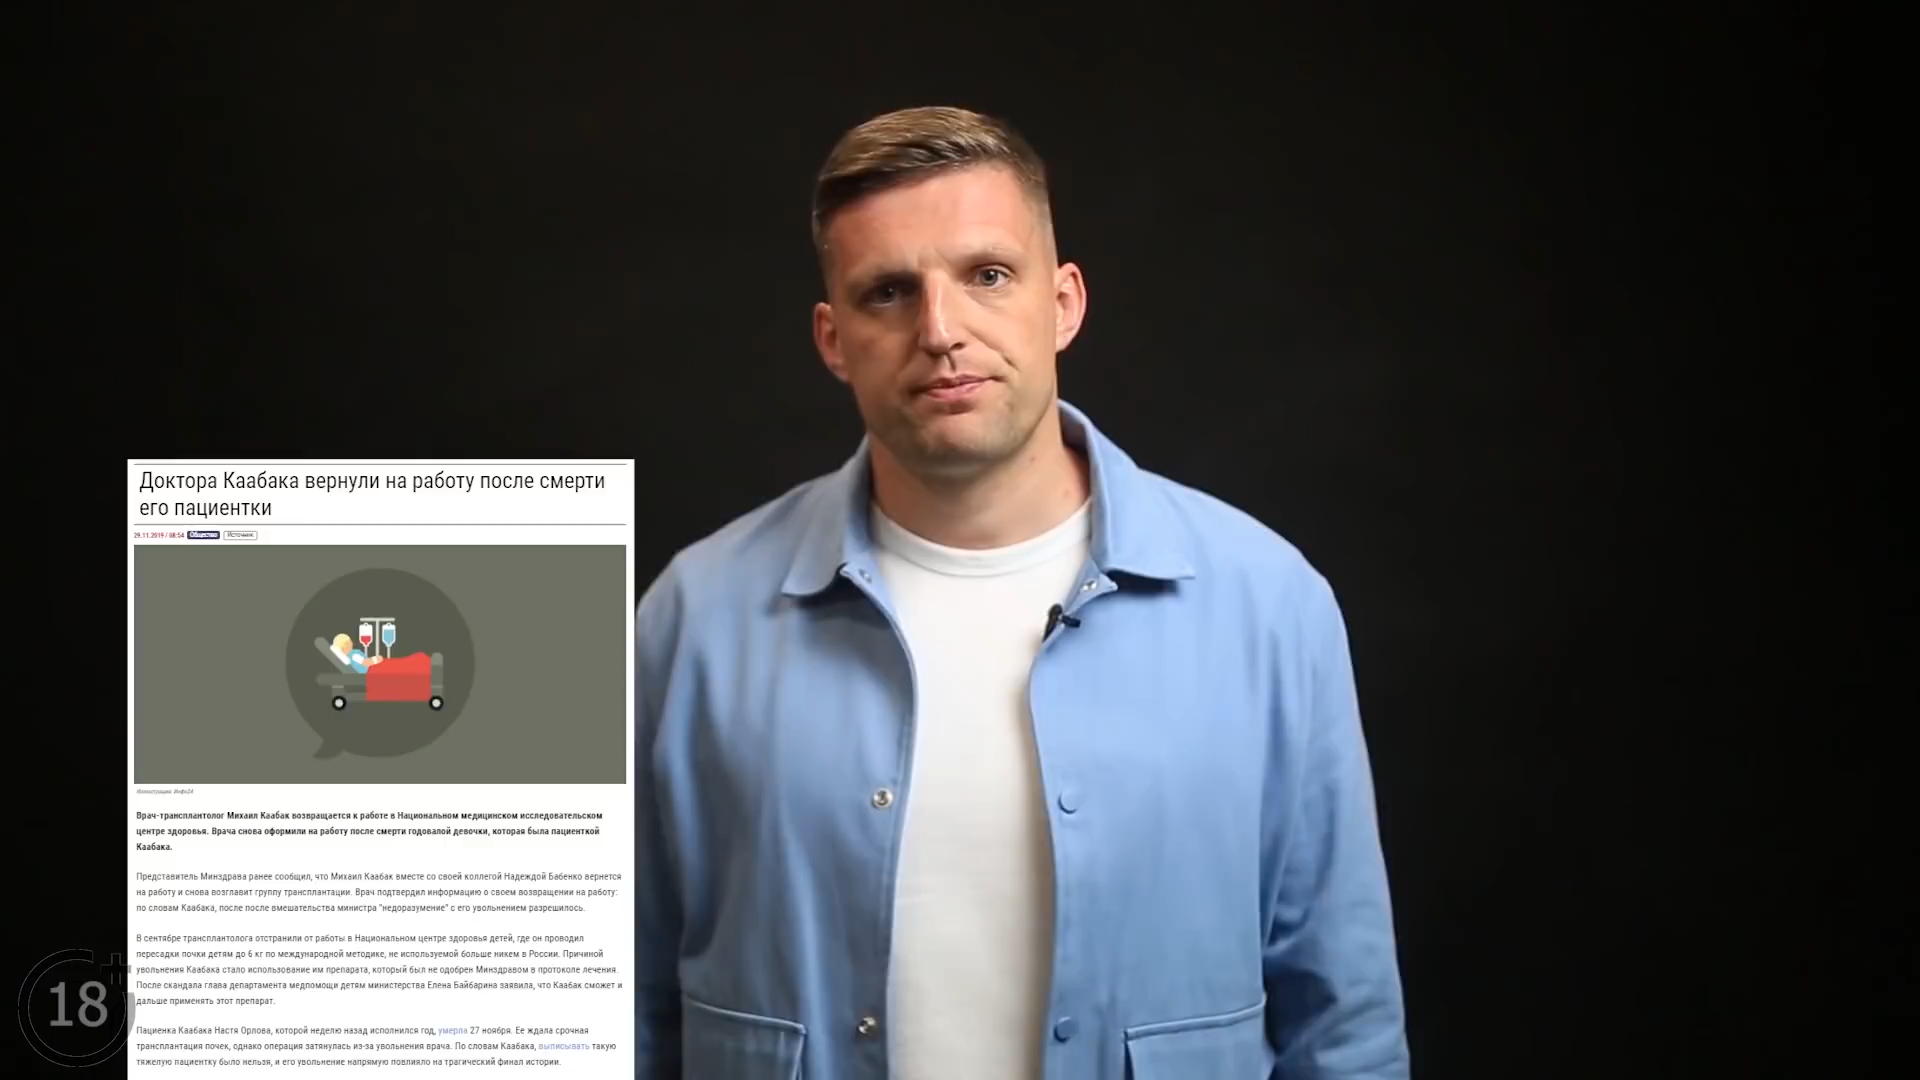 Доктора Каабака вернули на работу после смерти
его пациентки
29.11.2019 / 08:54 Общество Источник
Иллюстрация: Инфо24
Врач-трансплантолог Михаил Каабак возвращается к работе в Национальном медицинском исследовательском
центре здоровья. Врача снова оформили на работу после смерти годовалой девочки, которая была пациенткой
Каабака.
Представитель Минздрава ранее сообщил, что Михаил Каабак вместе со своей коллегой Надеждой Бабенко вернется
на работу и снова возглавит группу трансплантации. Врач подтвердил информацию о своем возвращении на работу:
по словам Каабака, после после вмешательства министра "недоразумение" с его увольнением разрешилось.
В сентябре трансплантолога отстранили от работы в Национальном центре здоровья детей, где он проводил
пересадки почки детям до 6 кг по международной методике, не используемой больше никем в России. Причиной
увольнения Каабака стало использование им препарата, который был не одобрен Минздравом в протоколе лечения.
После скандала глава департамента медпомощи детям министерства Елена Байбарина заявила, что Каабак сможет и
дальше применять этот препарат.
Пациенка Каабака Настя Орлова, которой неделю назад исполнился год, умерла 27 ноября. Ее ждала срочная
трансплантация почек, однако операция затянулась из-за увольнения врача. По словам Каабака, выписывать такую
тяжелую пациентку было нельзя, и его увольнение напрямую повлияло на трагический финал истории.
18+